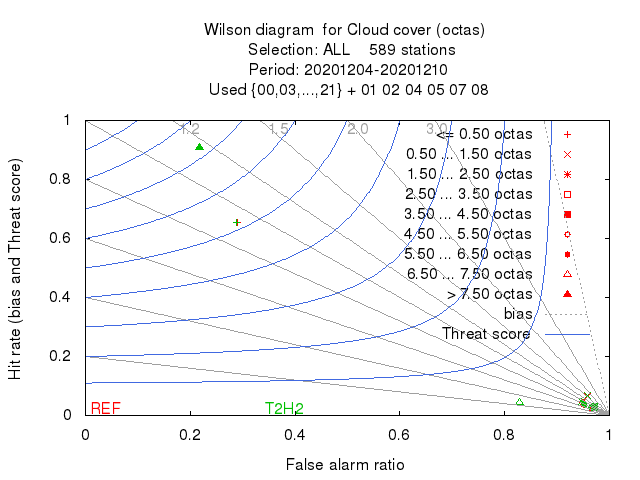 Wilson diagram  for Cloud cover (octas)
Selection: ALL    589 stations
Period: 20201204-20201210
Used {00,03,...,21} + 01 02 04 05 07 08
Hit rate (bias and Threat score)
1
0.8
0.6
0.4
0.2
0
1.2
1.5
2.0
3.0
<= 0.50 octas
0.50 ... 1.50 octas
1.50 ... 2.50 octas
2.50 ... 3.50 octas
3.50 ... 4.50 octas
4.50 ... 5.50 octas
5.50 ... 6.50 octas
6.50 ... 7.50 octas
> 7.50 octas
bias
Threat score
REF
T2H2
0
0.2
0.4
0.6
0.8
1
False alarm ratio